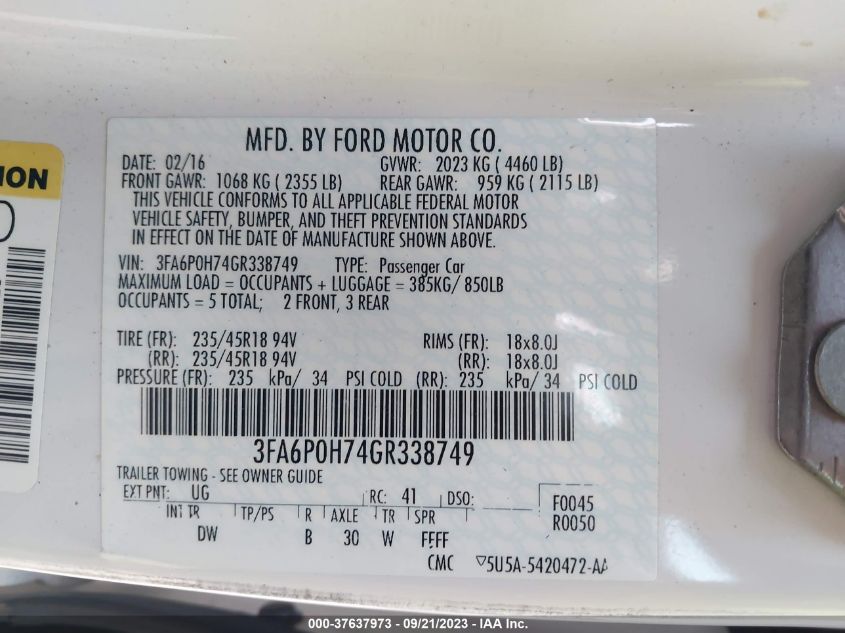 MFD. BY FORD MOTOR CO.
DATE: 02/16 GVWR: 2023 KG ( 4460 LB)
FRONT GAWR: 1068 KG ( 2355 LB) REAR GAWR: 959 KG ( 2115 LB)
THIS VEHICLE CONFORMS TO ALL APPLICABLE FEDERAL MOTOR
VEHICLE SAFETY, BUMPER, AND THEFT PREVENTION STANDARDS
IN EFFECT ON THE DATE OF MANUFACTURE SHOWN ABOVE.
VIN: 3FA6P0H74GR338749 TYPE: Passenger Car
MAXIMUM LOAD = OCCUPANTS + LUGGAGE = 385KG/ 850LB
OCCUPANTS = 5 TOTAL; 2 FRONT, 3 REAR
TIRE (FR): 235/45R18 94V RIMS (FR): 18x8.0J
(RR): 235/45R18 94V (RR): 18x8.0J
PRESSURE (FR): 235 kPa/ 34 PSI COLD (RR): 235 kPa/ 34 PSI COLD
3FA6P0H74GR338749
TRAILER TOWING - SEE OWNER GUIDE
EXT PNT: UG RC: 41 DSO: F0045
INT TR TP/PS R AXLE TR SPR R0050
DW B 30 W FFFF
CMC ▽5U5A-5420472-AA
000-37637973 - 09/21/2023 - IAA Inc.